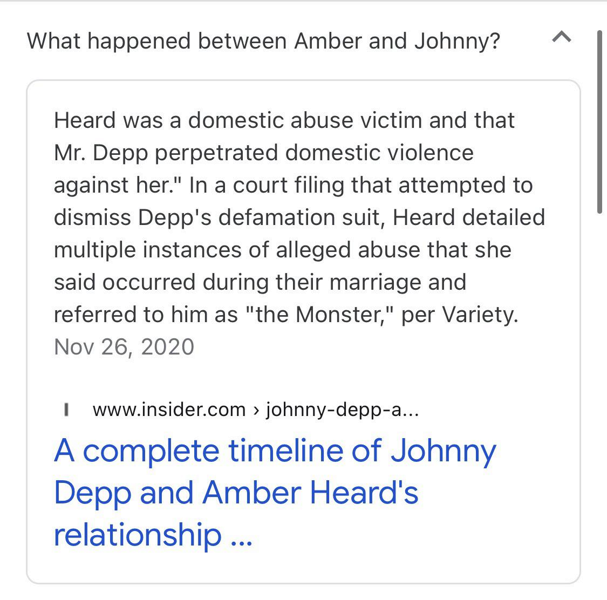 What happened between Amber and Johnny?
Heard was a domestic abuse victim and that
Mr. Depp perpetrated domestic violence
against her." In a court filing that attempted to
dismiss Depp's defamation suit, Heard detailed
multiple instances of alleged abuse that she
said occurred during their marriage and
referred to him as "the Monster," per Variety.
Nov 26, 2020
I www.insider.com › johnny-depp-a...
A complete timeline of Johnny
Depp and Amber Heard's
relationship ...